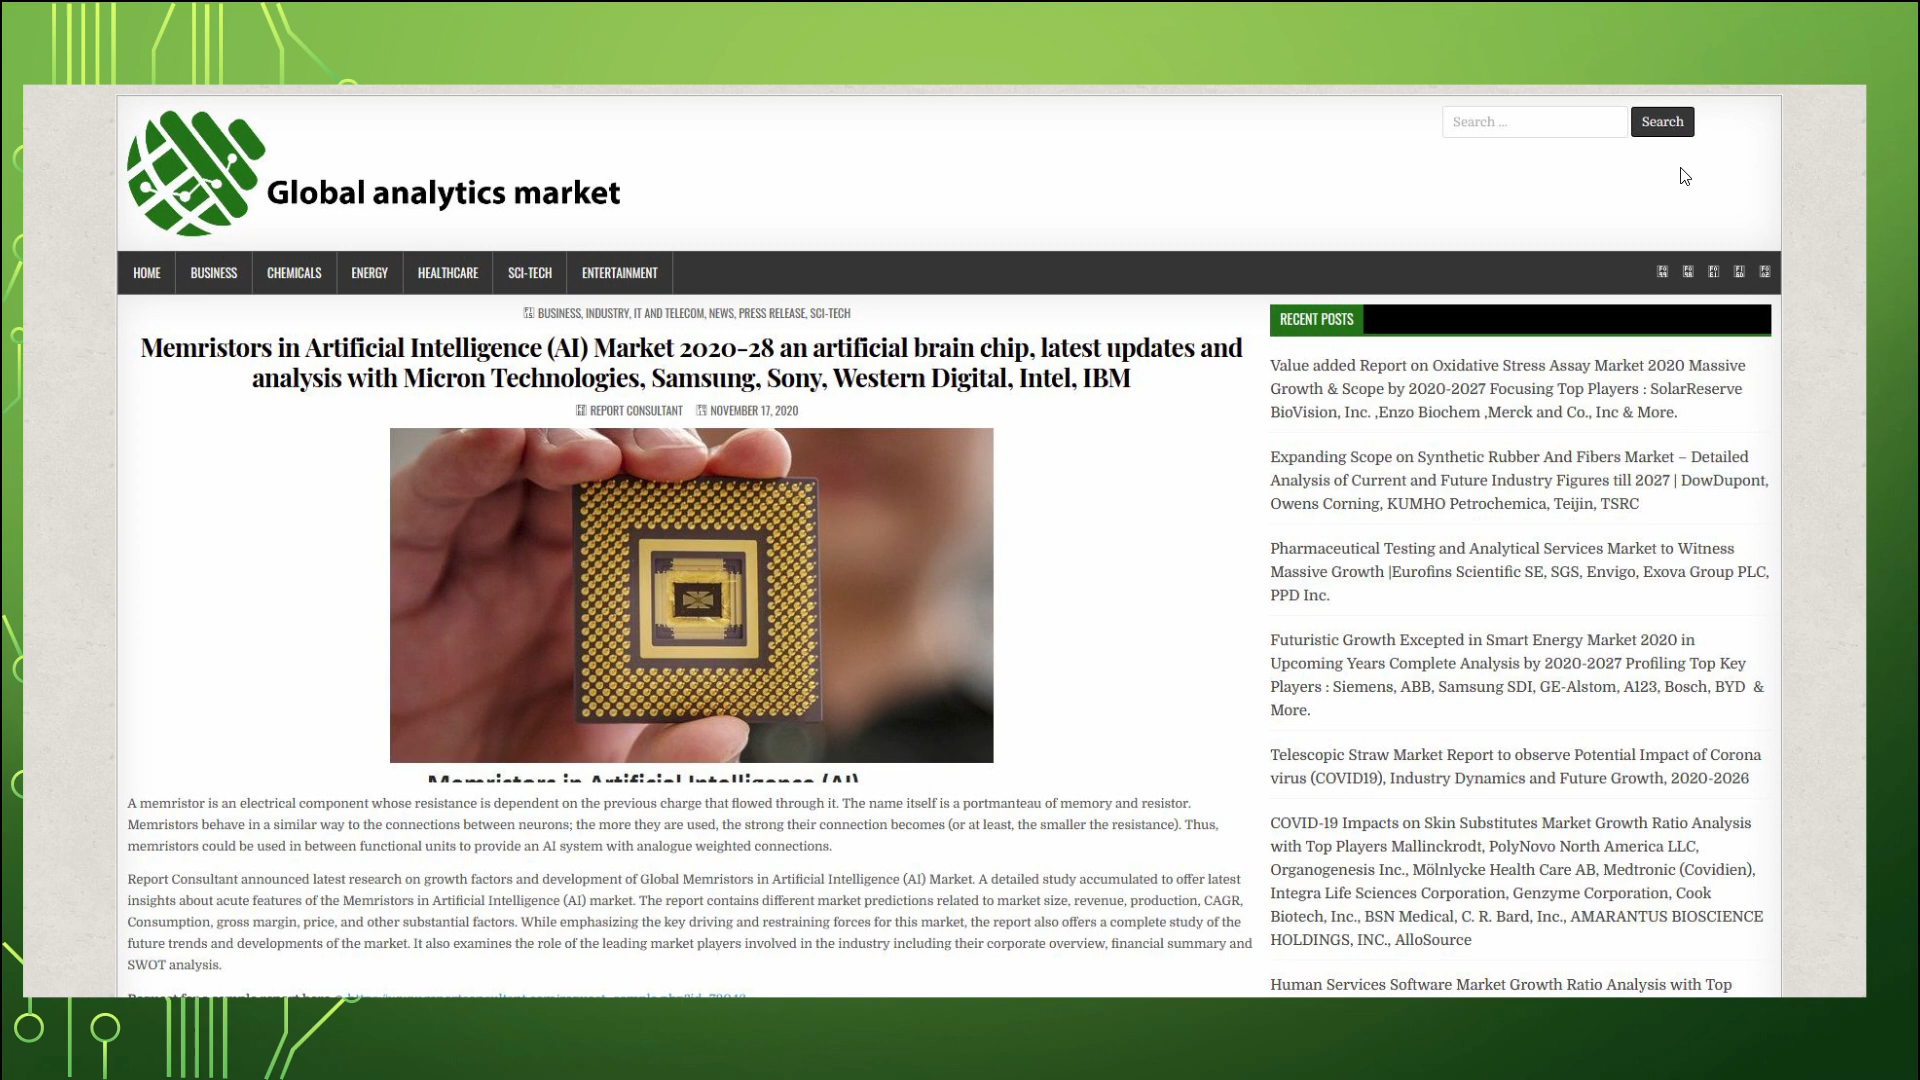 Global analytics market
Search ...
Search
HOME
BUSINESS
CHEMICALS
ENERGY
HEALTHCARE
SCI-TECH
ENTERTAINMENT
BUSINESS, INDUSTRY, IT AND TELECOM, NEWS, PRESS RELEASE, SCI-TECH
Memristors in Artificial Intelligence (AI) Market 2020-28 an artificial brain chip, latest updates and
analysis with Micron Technologies, Samsung, Sony, Western Digital, Intel, IBM
REPORT CONSULTANT
NOVEMBER 17, 2020
Memristors in Artificial Intelligence (AI)
A memristor is an electrical component whose resistance is dependent on the previous charge that flowed through it. The name itself is a portmanteau of memory and resistor.
Memristors behave in a similar way to the connections between neurons; the more they are used, the strong their connection becomes (or at least, the smaller the resistance). Thus,
memristors could be used in between functional units to provide an AI system with analogue weighted connections.
Report Consultant announced latest research on growth factors and development of Global Memristors in Artificial Intelligence (AI) Market. A detailed study accumulated to offer latest
insights about acute features of the Memristors in Artificial Intelligence (AI) market. The report contains different market predictions related to market size, revenue, production, CAGR,
Consumption, gross margin, price, and other substantial factors. While emphasizing the key driving and restraining forces for this market, the report also offers a complete study of the
future trends and developments of the market. It also examines the role of the leading market players involved in the industry including their corporate overview, financial summary and
SWOT analysis.
RECENT POSTS
Value added Report on Oxidative Stress Assay Market 2020 Massive
Growth & Scope by 2020-2027 Focusing Top Players : SolarReserve
BioVision, Inc. ,Enzo Biochem ,Merck and Co., Inc & More.
Expanding Scope on Synthetic Rubber And Fibers Market – Detailed
Analysis of Current and Future Industry Figures till 2027 | DowDupont,
Owens Corning, KUMHO Petrochemica, Teijin, TSRC
Pharmaceutical Testing and Analytical Services Market to Witness
Massive Growth |Eurofins Scientific SE, SGS, Envigo, Exova Group PLC,
PPD Inc.
Futuristic Growth Excepted in Smart Energy Market 2020 in
Upcoming Years Complete Analysis by 2020-2027 Profiling Top Key
Players : Siemens, ABB, Samsung SDI, GE-Alstom, A123, Bosch, BYD &
More.
Telescopic Straw Market Report to observe Potential Impact of Corona
virus (COVID19), Industry Dynamics and Future Growth, 2020-2026
COVID-19 Impacts on Skin Substitutes Market Growth Ratio Analysis
with Top Players Mallinckrodt, PolyNovo North America LLC,
Organogenesis Inc., Mölnlycke Health Care AB, Medtronic (Covidien),
Integra Life Sciences Corporation, Genzyme Corporation, Cook
Biotech, Inc., BSN Medical, C. R. Bard, Inc., AMARANTUS BIOSCIENCE
HOLDINGS, INC., AlloSource
Human Services Software Market Growth Ratio Analysis with Top